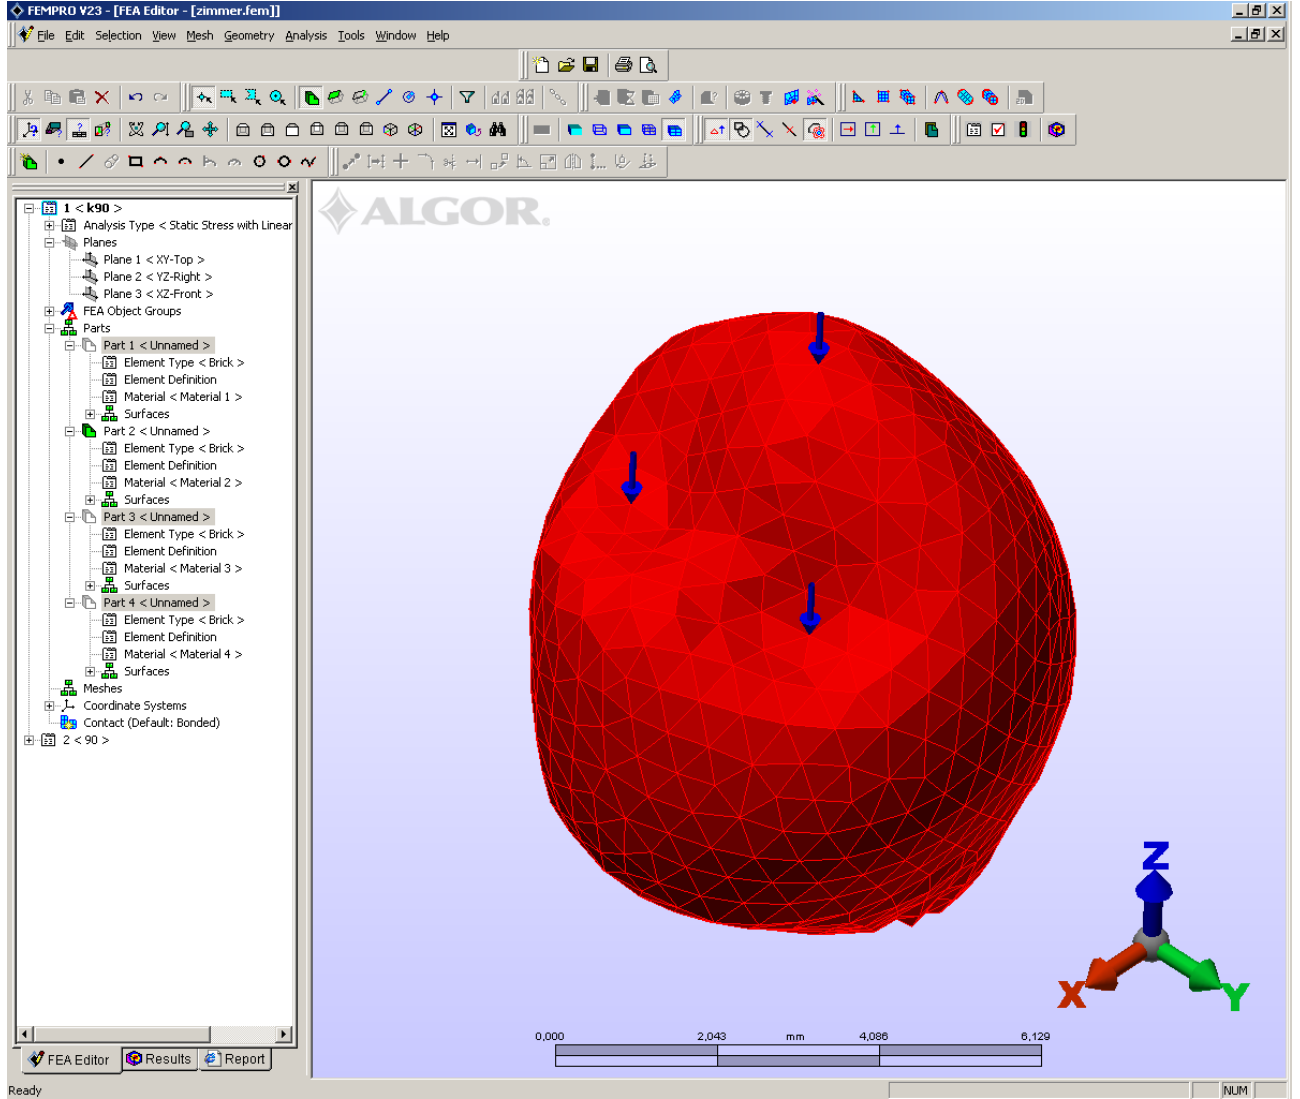 FEMPRO V23 - [FEA Editor - [zimmer.fem]]
File Edit Selection View Mesh Geometry Analysis Tools Window Help
1 < k90 >
Analysis Type < Static Stress with Linear
Planes
Plane 1 < XY-Top >
Plane 2 < YZ-Right >
Plane 3 < XZ-Front >
FEA Object Groups
Parts
Part 1 < Unnamed >
Element Type < Brick >
Element Definition
Material < Material 1 >
Surfaces
Part 2 < Unnamed >
Element Type < Brick >
Element Definition
Material < Material 2 >
Surfaces
Part 3 < Unnamed >
Element Type < Brick >
Element Definition
Material < Material 3 >
Surfaces
Part 4 < Unnamed >
Element Type < Brick >
Element Definition
Material < Material 4 >
Surfaces
Meshes
Coordinate Systems
Contact (Default: Bonded)
2 < 90 >
FEA Editor Results Report
ALGOR®
Z
X Y
0,000 2,043 mm 4,086 6,129
Ready NUM